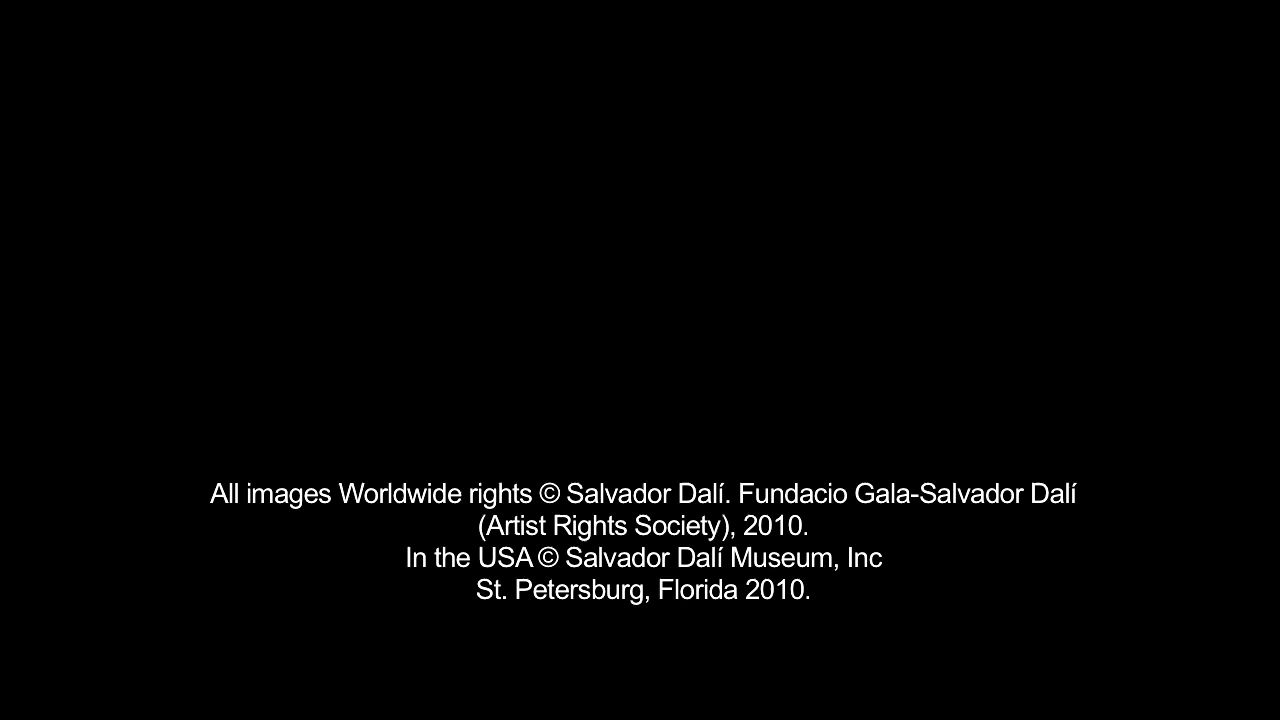 All images Worldwide rights © Salvador Dalí. Fundacio Gala-Salvador Dalí
(Artist Rights Society), 2010.
In the USA © Salvador Dalí Museum, Inc
St. Petersburg, Florida 2010.